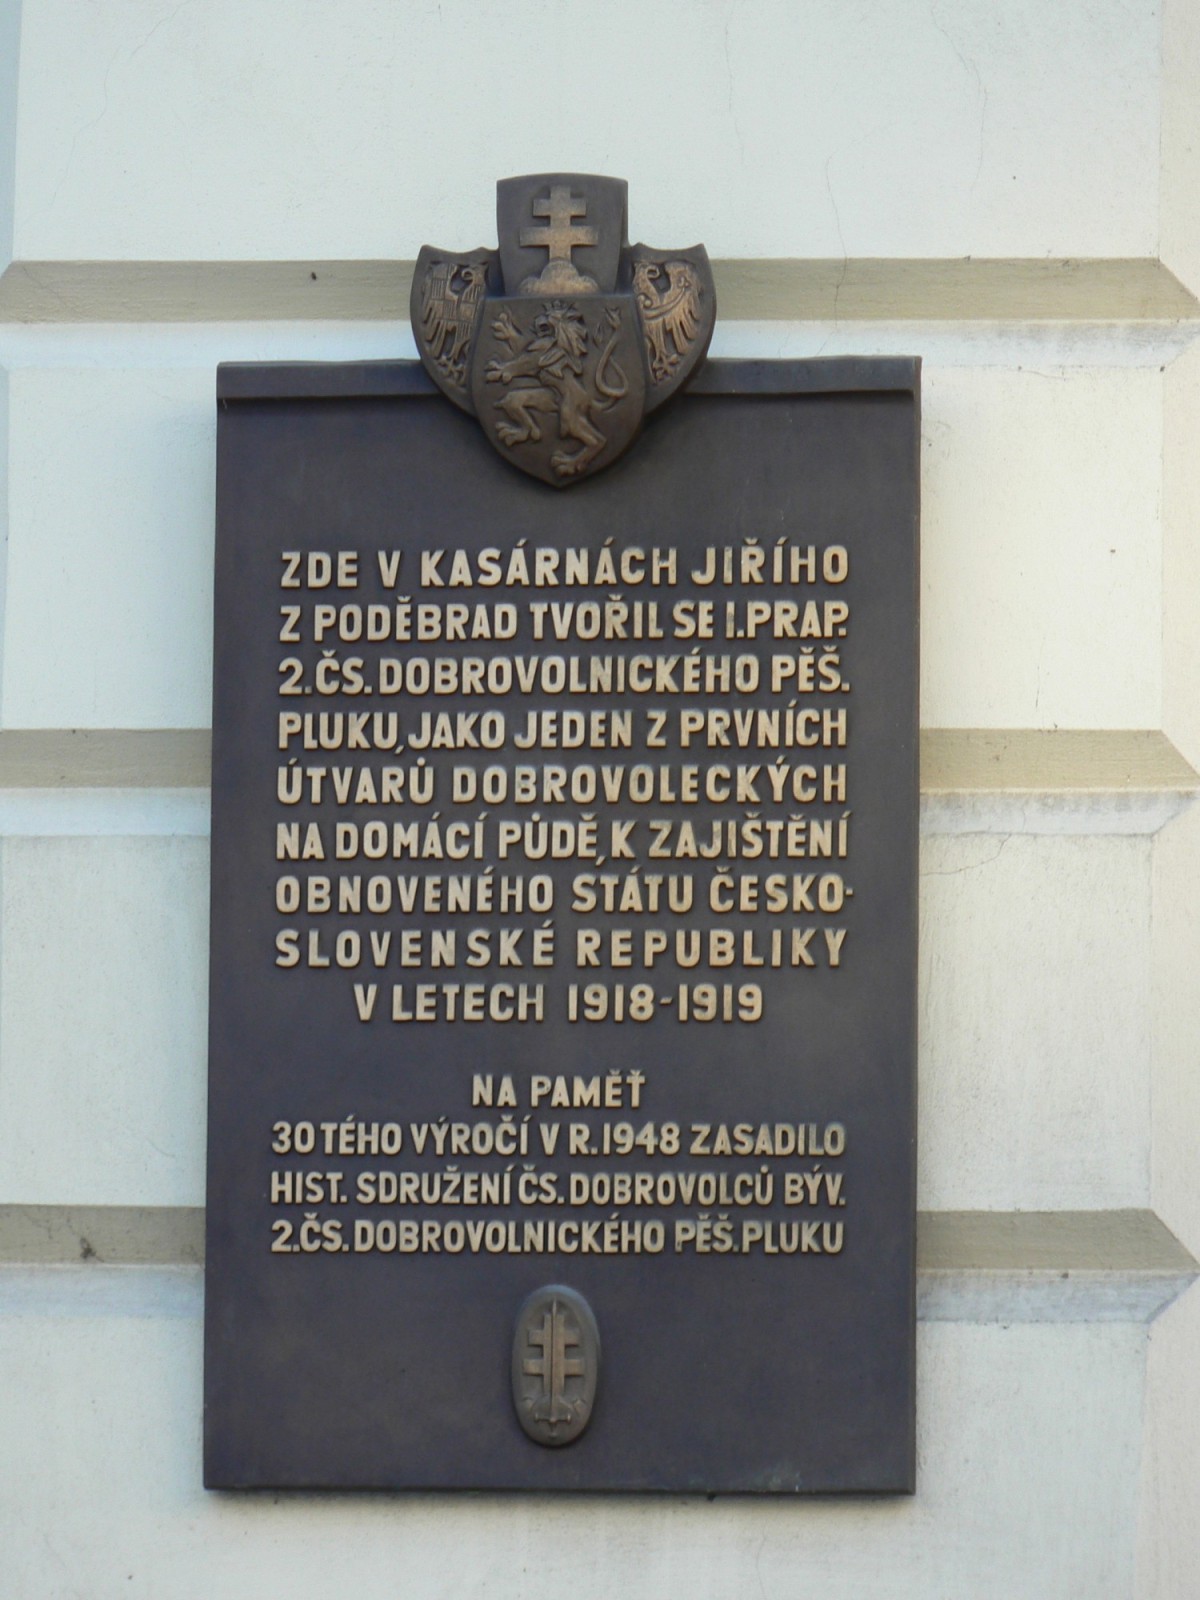 ZDE V KASÁRNÁCH JIŘÍHO
Z PODĚBRAD TVOŘIL SE I.PRAP.
2.ČS.DOBROVOLNICKÉHO PĚŠ.
PLUKU, JAKO JEDEN Z PRVNÍCH
ÚTVARŮ DOBROVOLECKÝCH
NA DOMÁCÍ PŮDĚ, K ZAJIŠTĚNÍ
OBNOVENÉHO STÁTU ČESKO-
SLOVENSKÉ REPUBLIKY
V LETECH 1918-1919
NA PAMĚŤ
30TÉHO VÝROČÍ V R.1948 ZASADILO
HIST. SDRUŽENÍ ČS.DOBROVOLCŮ BÝV.
2.ČS.DOBROVOLNICKÉHO PĚŠ.PLUKU